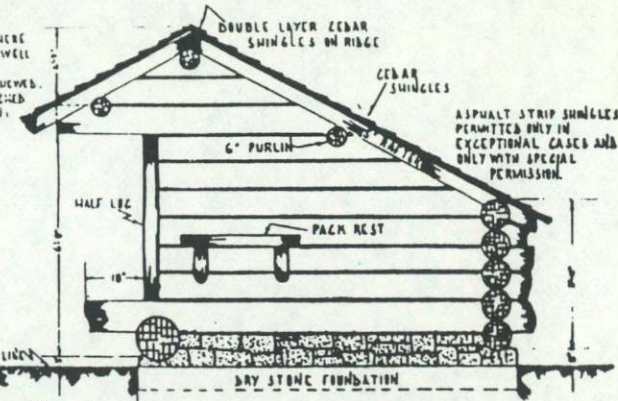 DOUBLE LAYER CEDAR
SHINGLES ON RIDGE
WELL
CEDAR
SHINGLES
ASPHALT STRIP SHINGLES
PERMITTED ONLY IN
EXCEPTIONAL CASES AND
ONLY WITH SPECIAL
PERMISSION.
RAFTER
6" PURLIN
HALF LOG
PACK REST
18"
DRY STONE FOUNDATION